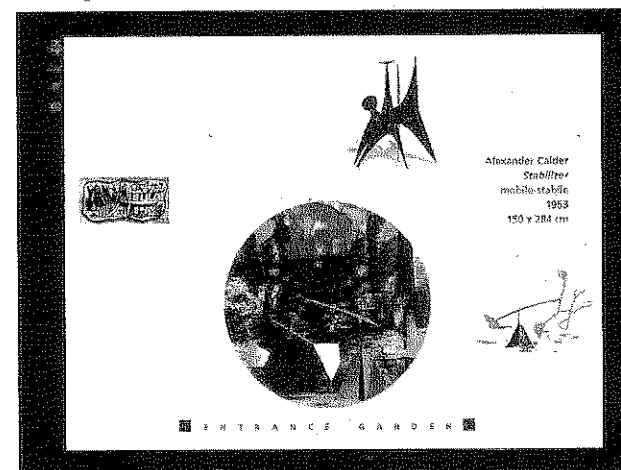 Alexander Calder
Stabilizer
mobile-stabile
1953
150 x 284 cm
ENTRANCE GARDEN